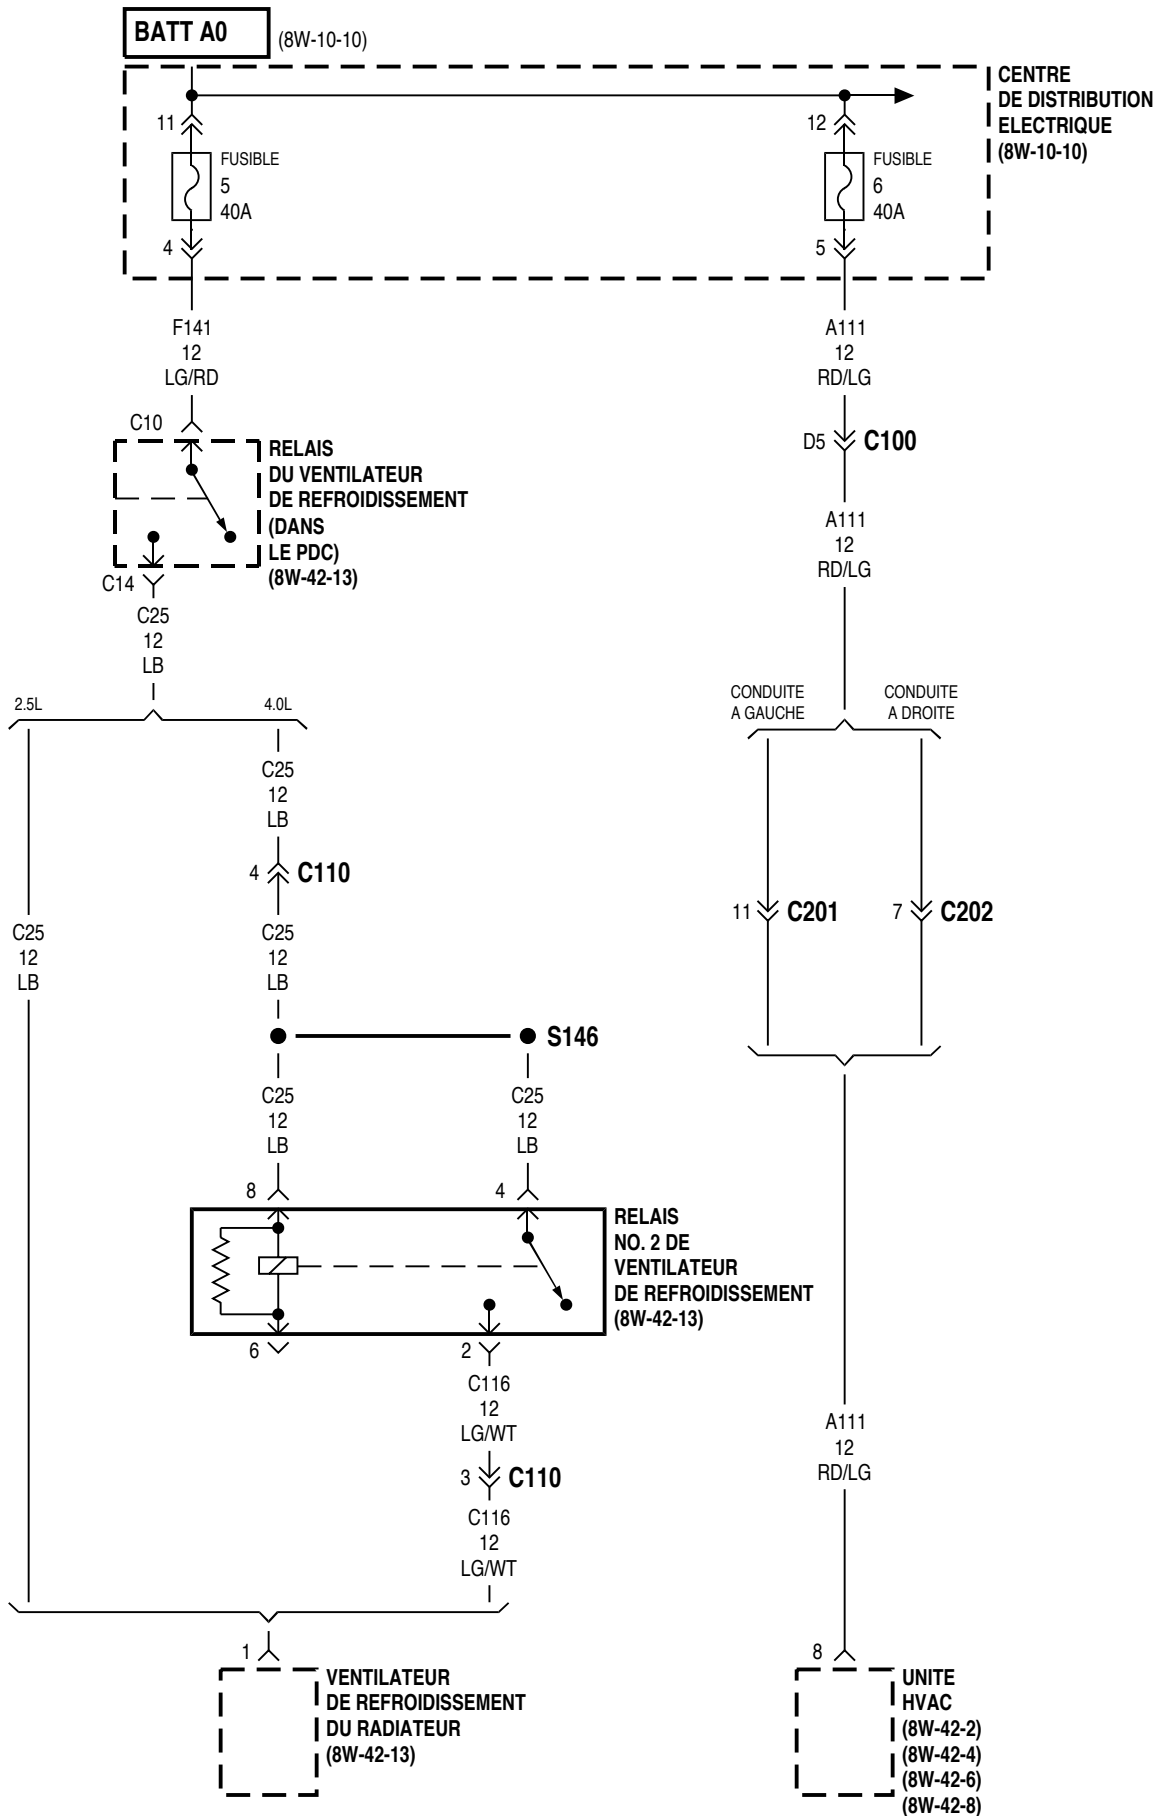 BATT A0
(8W-10-10)
CENTRE
DE DISTRIBUTION
ELECTRIQUE
(8W-10-10)
11
FUSIBLE
5
40A
4
12
FUSIBLE
6
40A
5
F141
12
LG/RD
A111
12
RD/LG
C10
RELAIS
DU VENTILATEUR
DE REFROIDISSEMENT
(DANS
LE PDC)
(8W-42-13)
C14
D5
C100
A111
12
RD/LG
C25
12
LB
2.5L
4.0L
CONDUITE
A GAUCHE
CONDUITE
A DROITE
C25
12
LB
4
C110
11
C201
7
C202
C25
12
LB
C25
12
LB
S146
C25
12
LB
C25
12
LB
8
4
RELAIS
NO. 2 DE
VENTILATEUR
DE REFROIDISSEMENT
(8W-42-13)
6
2
C116
12
LG/WT
A111
12
RD/LG
3
C110
C116
12
LG/WT
1
VENTILATEUR
DE REFROIDISSEMENT
DU RADIATEUR
(8W-42-13)
8
UNITE
HVAC
(8W-42-2)
(8W-42-4)
(8W-42-6)
(8W-42-8)